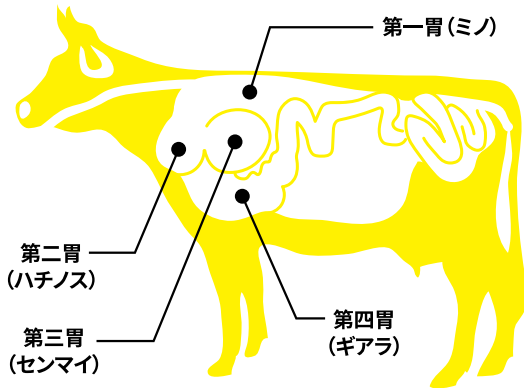 第一胃(ミノ)
第二胃
(ハチノス)
第三胃
(センマイ)
第四胃
(ギアラ)